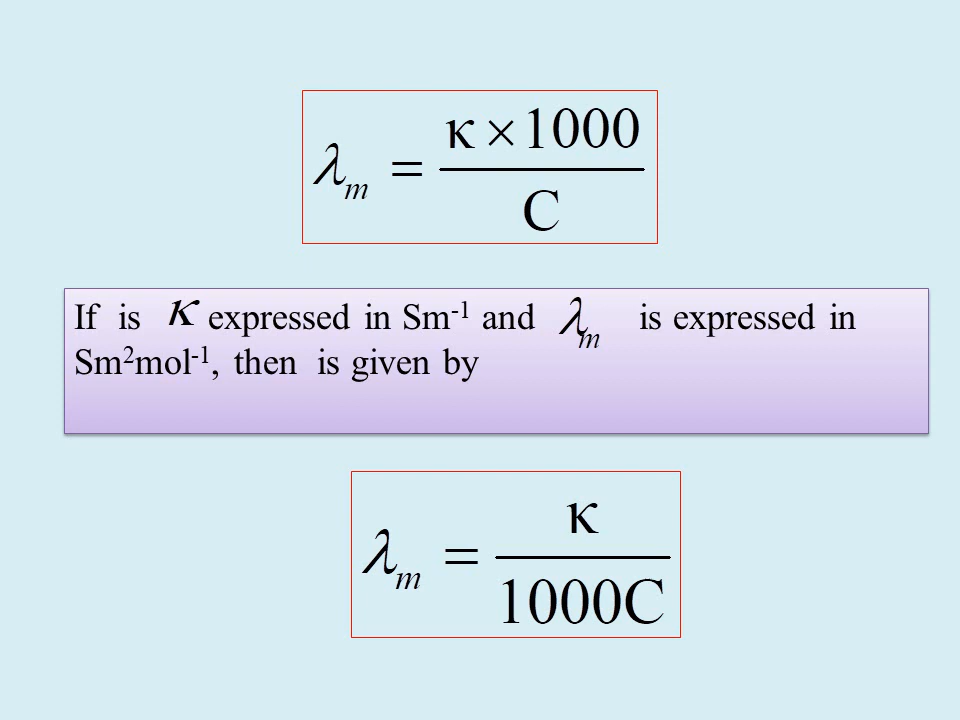 λm = κ × 1000 / C
If is κ expressed in Sm⁻¹ and λm is expressed in
Sm²mol⁻¹, then is given by
λm = κ / 1000C